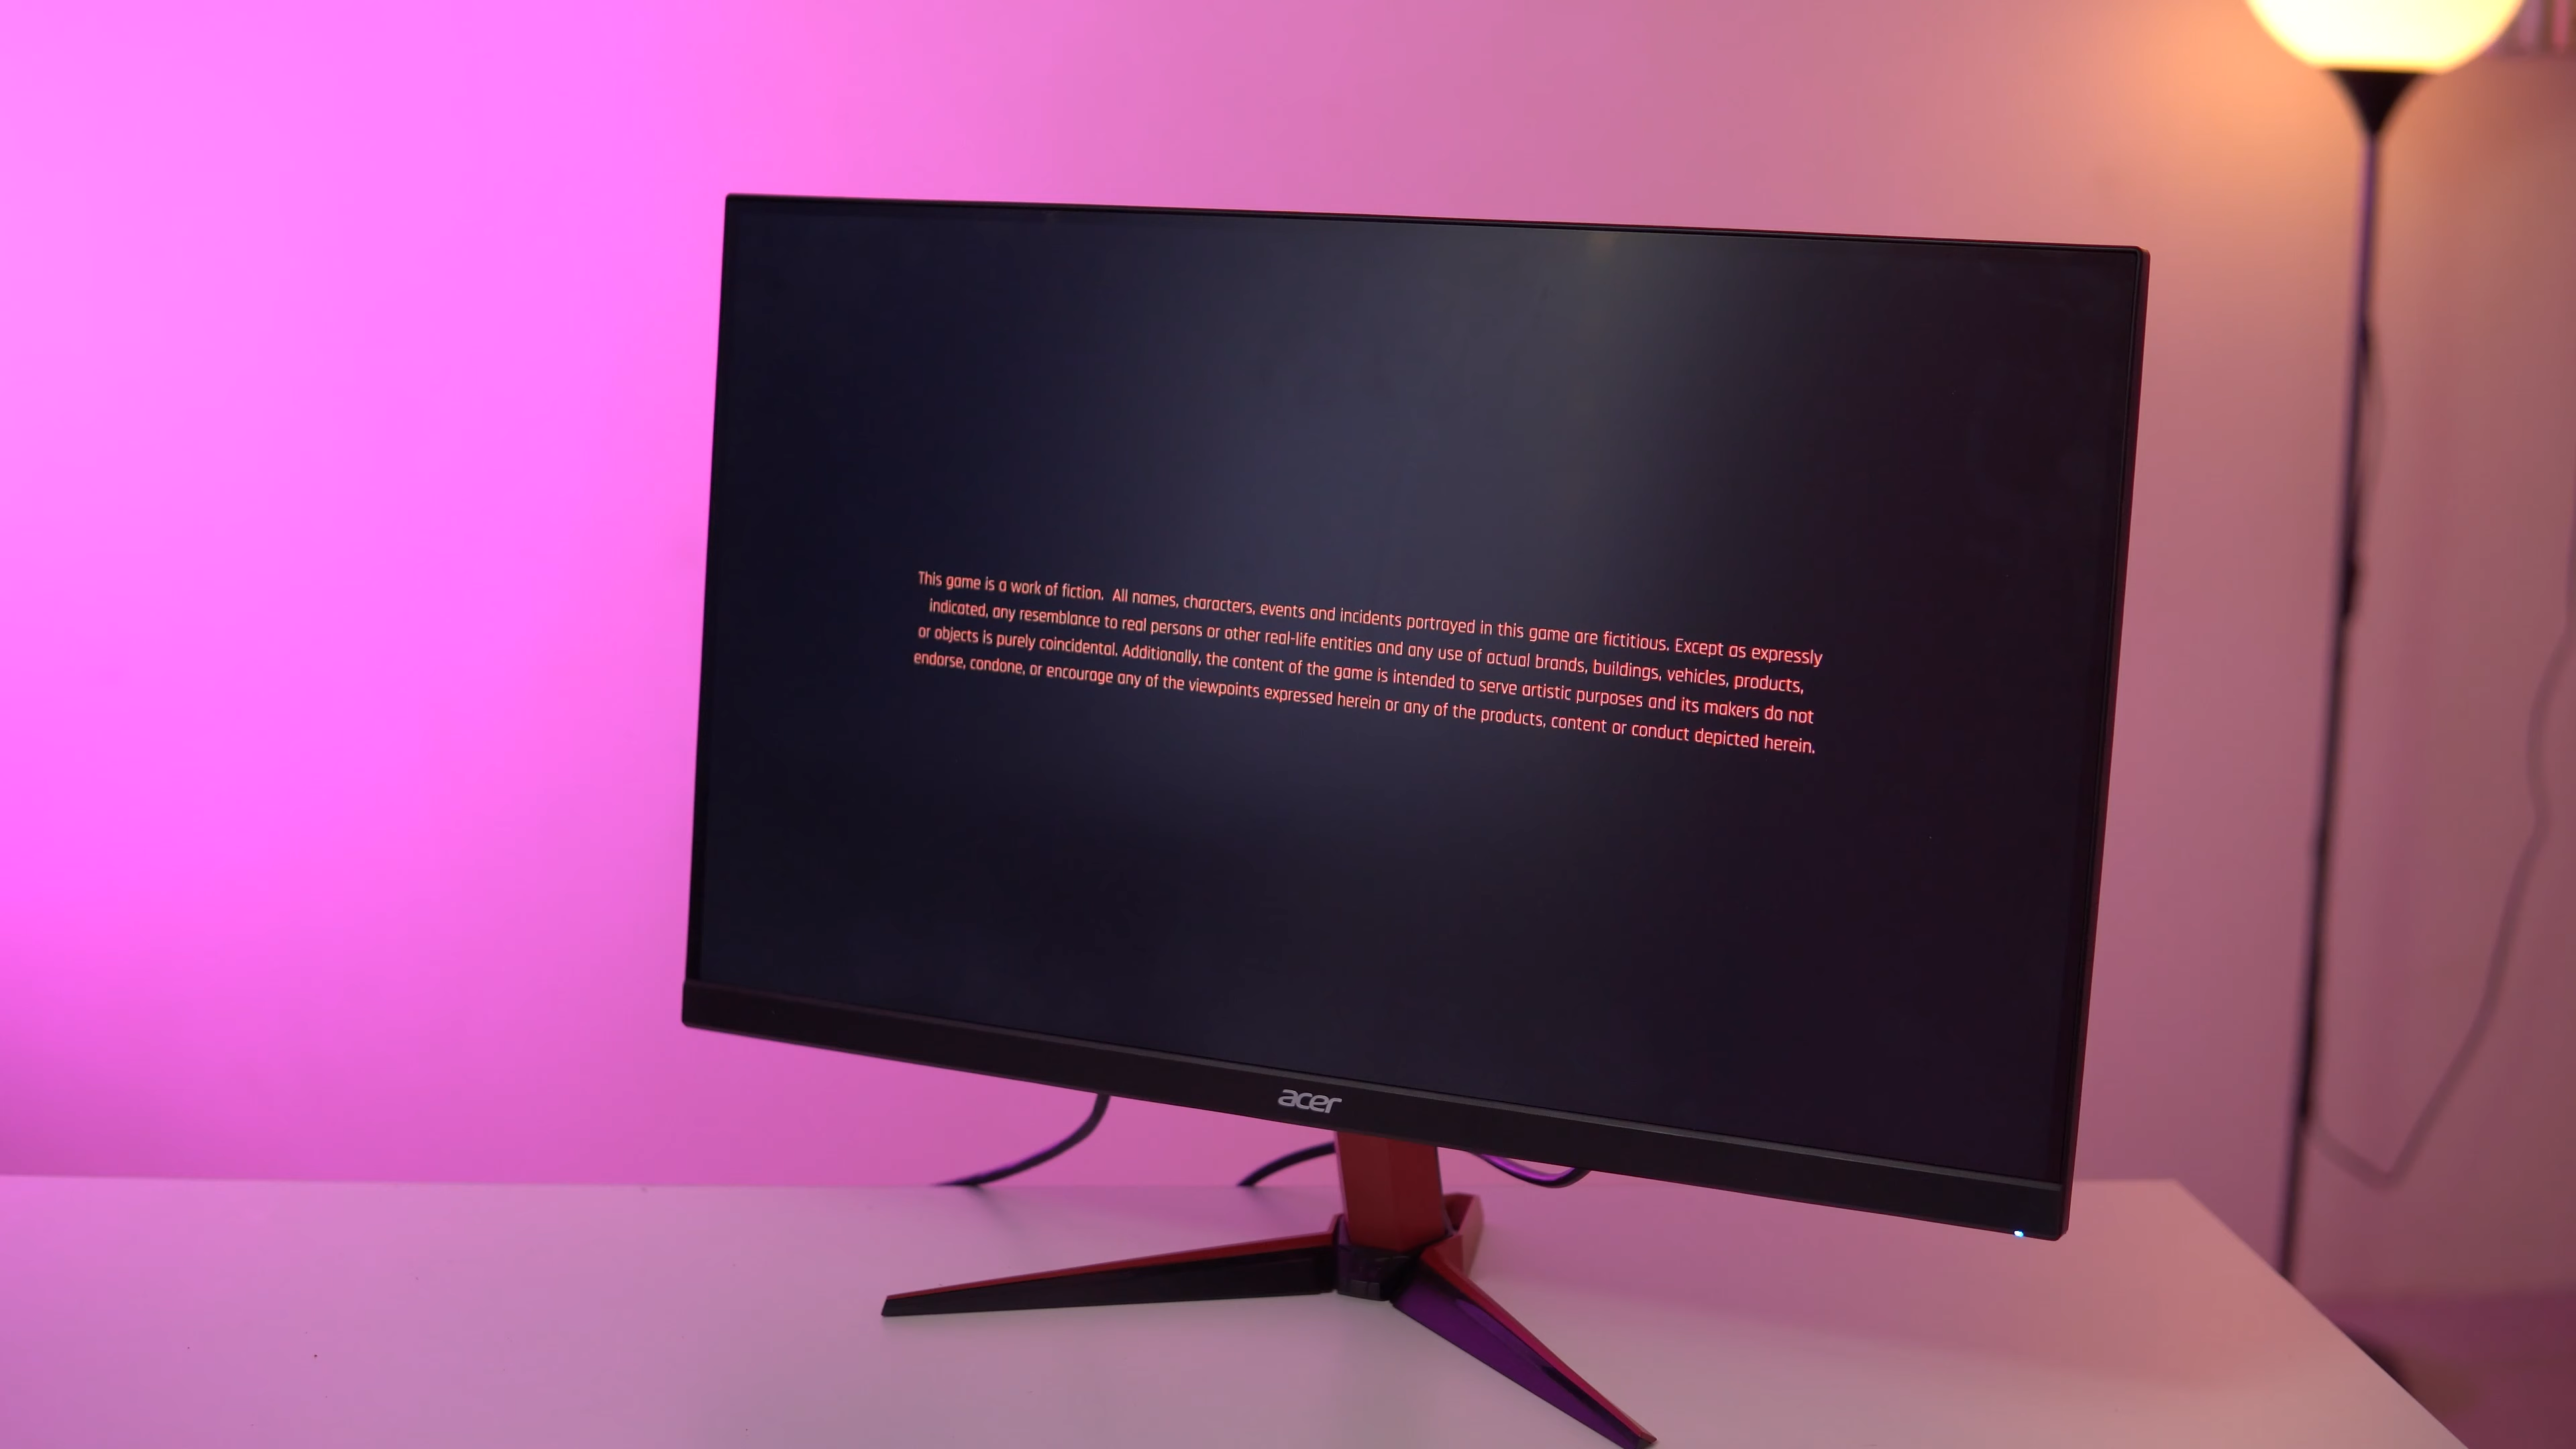 This game is a work of fiction. All names, characters, events and incidents portrayed in this game are fictitious. Except as expressly
indicated, any resemblance to real persons or other real-life entities and any use of actual brands, buildings, vehicles, products,
or objects is purely coincidental. Additionally, the content of the game is intended to serve artistic purposes and its makers do not
endorse, condone, or encourage any of the viewpoints expressed herein or any of the products, content or conduct depicted herein.
acer